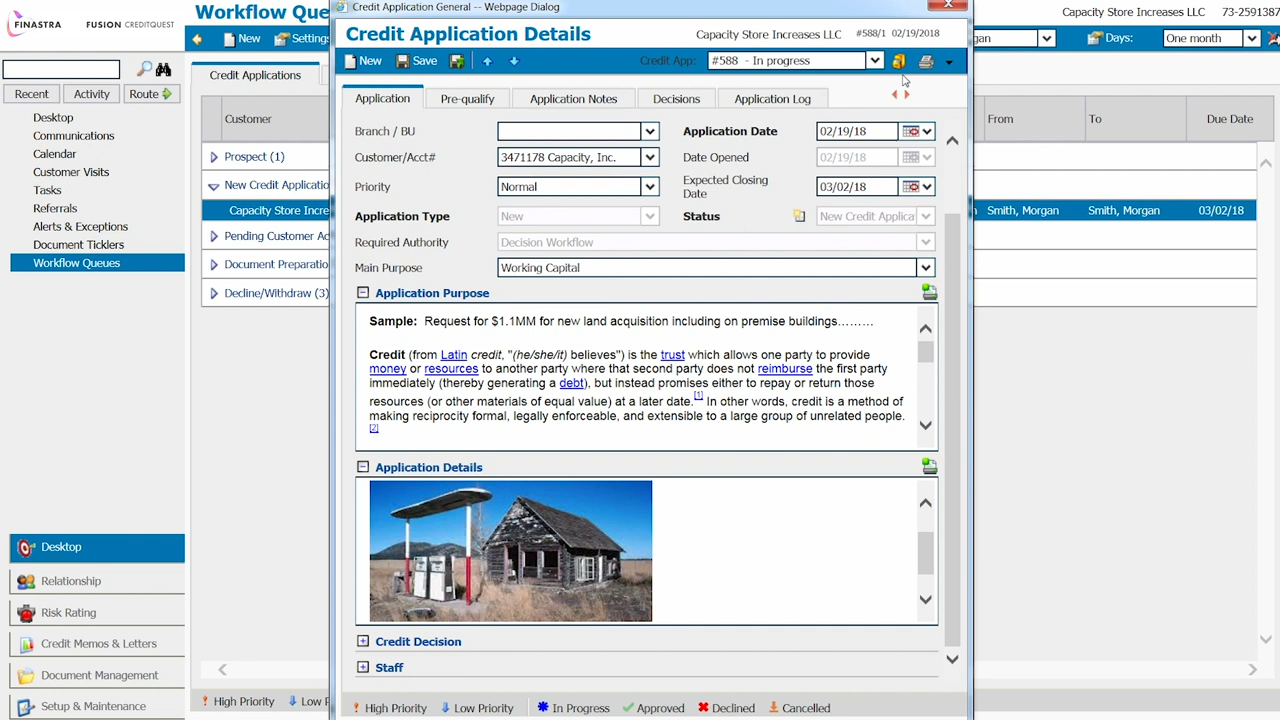 FINASTRA
FUSION CREDITQUEST
Workflow Queu
New
Settings
Credit Applications
Recent
Activity
Route
Desktop
Communications
Calendar
Customer Visits
Tasks
Referrals
Alerts & Exceptions
Document Ticklers
Workflow Queues
Customer
Prospect (1)
New Credit Applicatio
Capacity Store Incre
Pending Customer Ac
Document Preparatio
Decline/Withdraw (3)
Desktop
Relationship
Risk Rating
Credit Memos & Letters
Document Management
Setup & Maintenance
High Priority
Low P
Credit Application General -- Webpage Dialog
Credit Application Details
Capacity Store Increases LLC #588/1 02/19/2018
New
Save
Credit App:
#588 - In progress
Application
Pre-qualify
Application Notes
Decisions
Application Log
Branch / BU
Application Date
02/19/18
Customer/Acct#
3471178 Capacity, Inc.
Date Opened
02/19/18
Priority
Normal
Expected Closing
Date
03/02/18
Application Type
New
Status
New Credit Applica
Required Authority
Decision Workflow
Main Purpose
Working Capital
Application Purpose
Sample: Request for $1.1MM for new land acquisition including on premise buildings………
Credit (from Latin credit, "(he/she/it) believes") is the trust which allows one party to provide
money or resources to another party where that second party does not reimburse the first party
immediately (thereby generating a debt), but instead promises either to repay or return those
resources (or other materials of equal value) at a later date.[1] In other words, credit is a method of
making reciprocity formal, legally enforceable, and extensible to a large group of unrelated people.
[2]
Application Details
Credit Decision
Staff
High Priority
Low Priority
In Progress
Approved
Declined
Cancelled
Capacity Store Increases LLC 73-2591387
gan
Days:
One month
From
To
Due Date
n
Smith, Morgan
Smith, Morgan
03/02/18